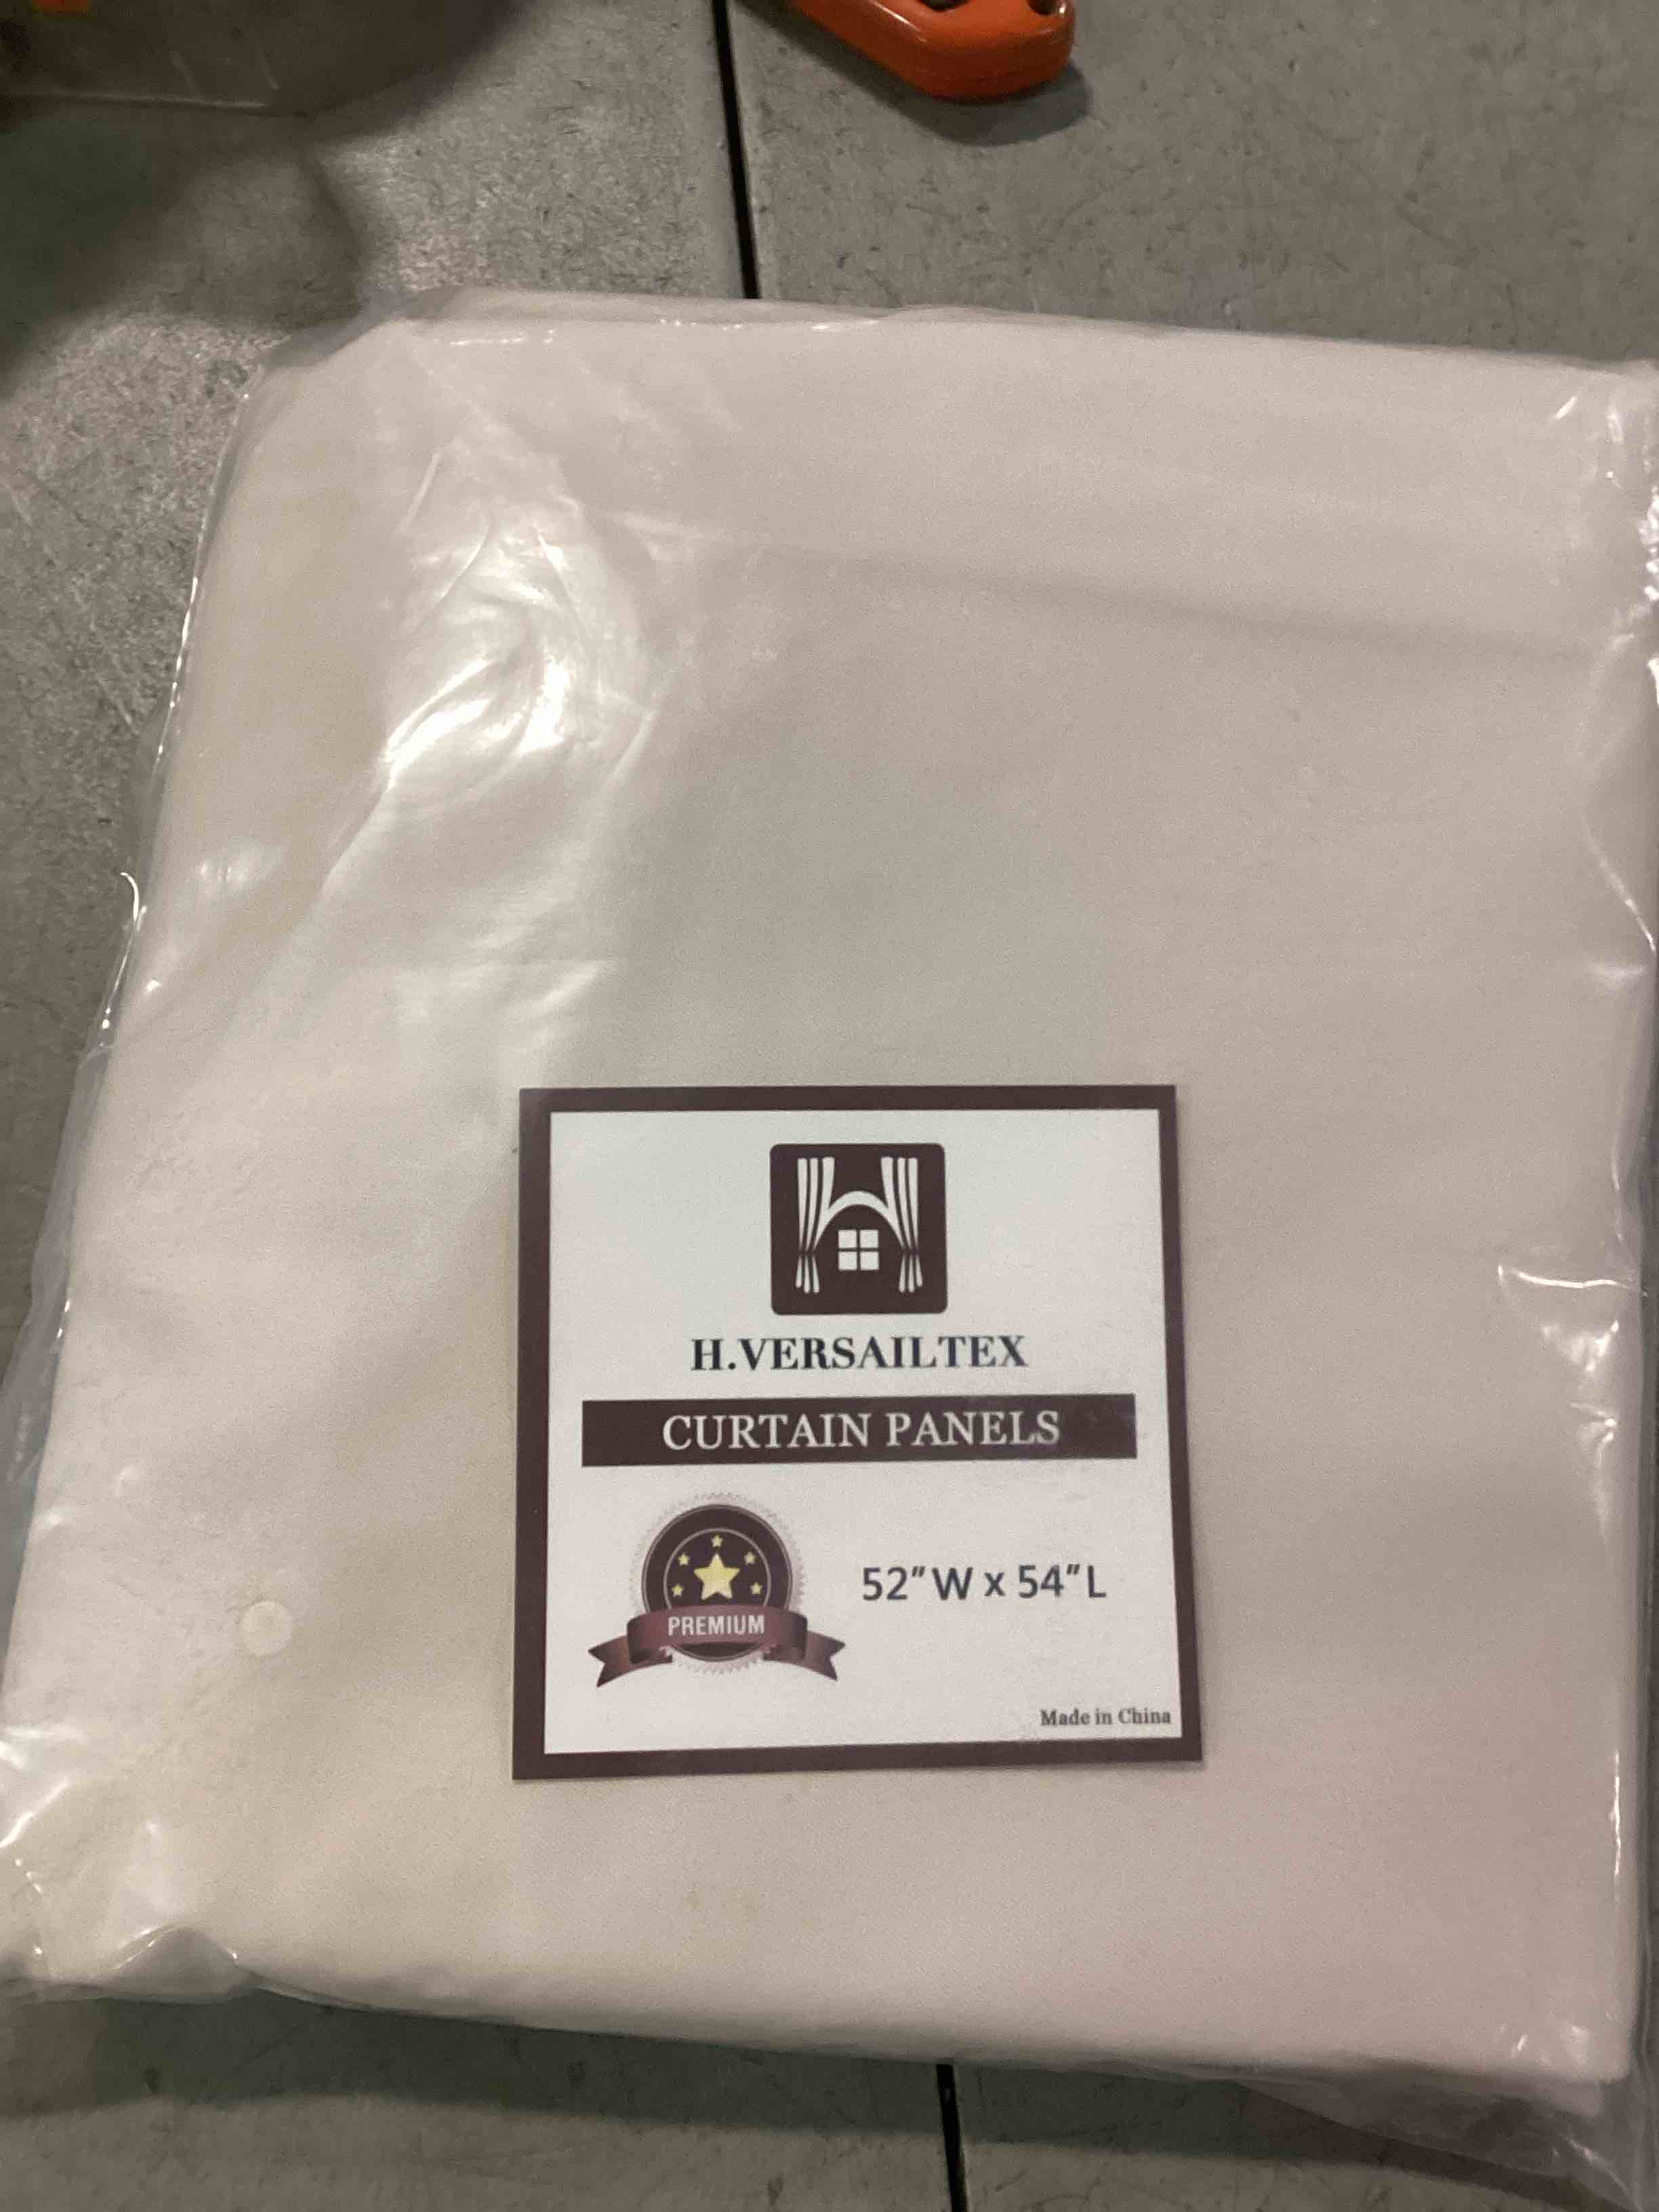 H.VERSAILTEX
CURTAIN PANELS
PREMIUM
52"W x 54"L
Made in China